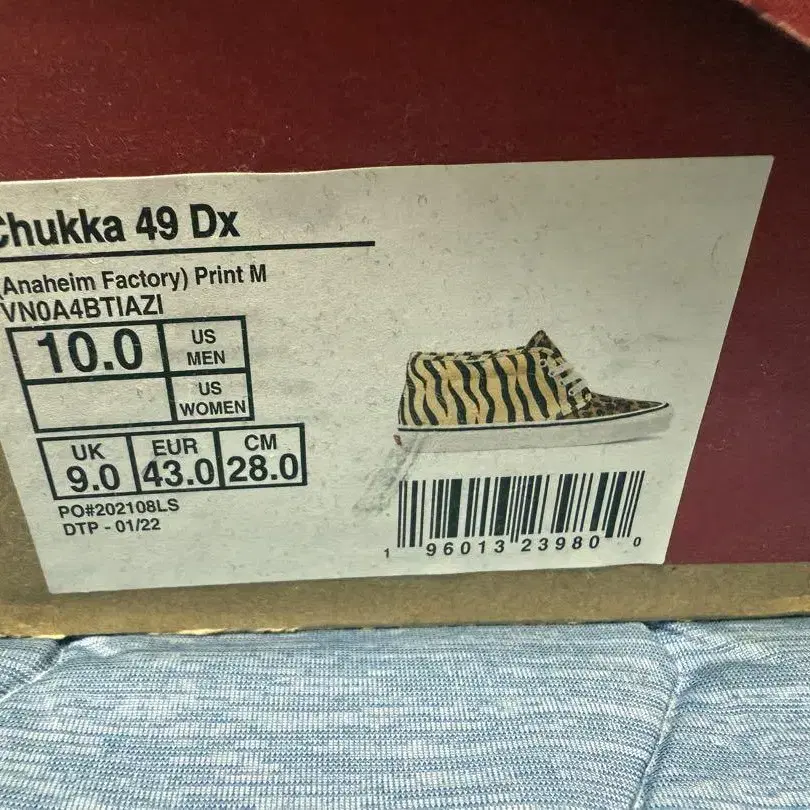 Chukka 49 Dx
(Anaheim Factory) Print M
VN0A4BTIAZI
10.0 US MEN
US WOMEN
UK 9.0 EUR 43.0 CM 28.0
PO#202108LS
DTP - 01/22
1 96013 23980 0